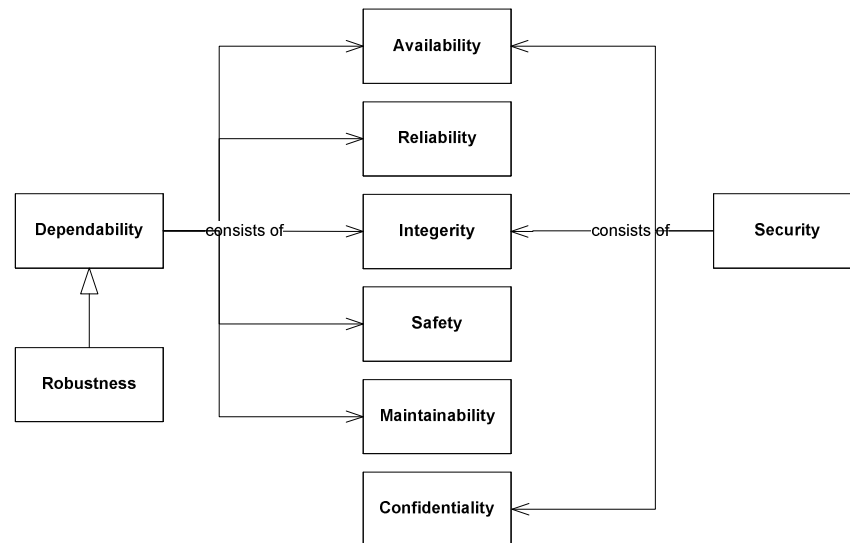 Availability
Reliability
Dependability
consists of
Integerity
consists of
Security
Safety
Robustness
Maintainability
Confidentiality